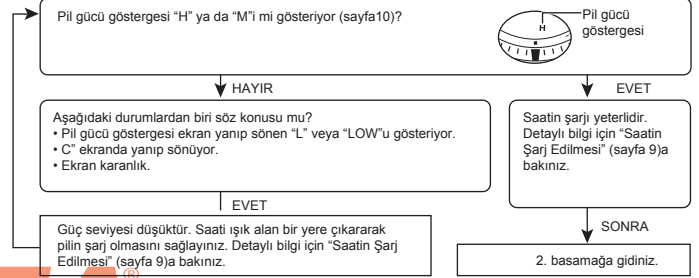 Pil gücü göstergesi “H” ya da “M”i mi gösteriyor (sayfa10)?
H
Pil gücü
göstergesi
HAYIR
EVET
Aşağıdaki durumlardan biri söz konusu mu?
• Pil gücü göstergesi ekran yanıp sönen “L” veya “LOW”u gösteriyor.
• C” ekranda yanıp sönüyor.
• Ekran karanlık.
Saatin şarjı yeterlidir.
Detaylı bilgi için “Saatin
Şarj Edilmesi” (sayfa 9)a
bakınız.
EVET
SONRA
Güç seviyesi düşüktür. Saati ışık alan bir yere çıkararak
pilin şarj olmasını sağlayınız. Detaylı bilgi için “Saatin Şarj
Edilmesi” (sayfa 9)a bakınız.
2. basamağa gidiniz.
®